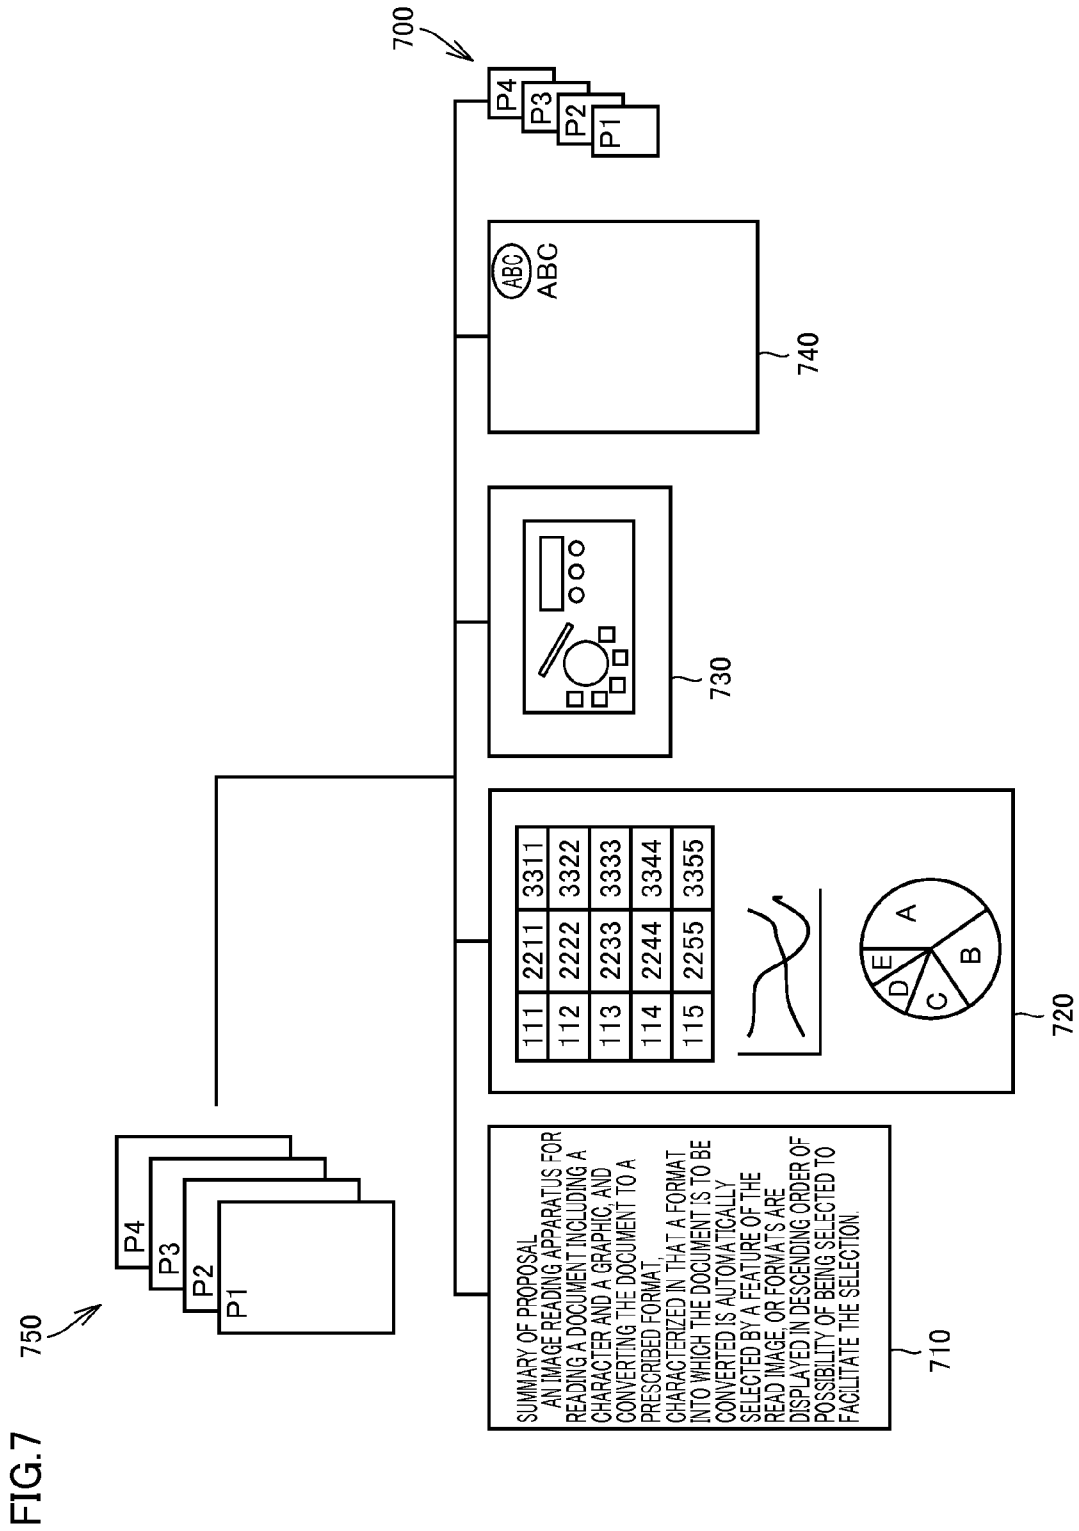 FIG.7
750
P4
P3
P2
P1
700
P4
P3
P2
P1
SUMMARY OF PROPOSAL
AN IMAGE READING APPARATUS FOR
READING A DOCUMENT INCLUDING A
CHARACTER AND A GRAPHIC, AND
CONVERTING THE DOCUMENT TO A
PRESCRIBED FORMAT,
CHARACTERIZED IN THAT A FORMAT
INTO WHICH THE DOCUMENT IS TO BE
CONVERTED IS AUTOMATICALLY
SELECTED BY A FEATURE OF THE
READ IMAGE, OR FORMATS ARE
DISPLAYED IN DESCENDING ORDER OF
POSSIBILITY OF BEING SELECTED TO
FACILITATE THE SELECTION.
710
111 2211 3311
112 2222 3322
113 2233 3333
114 2244 3344
115 2255 3355
E
A
D
C
B
720
730
ABC
ABC
740